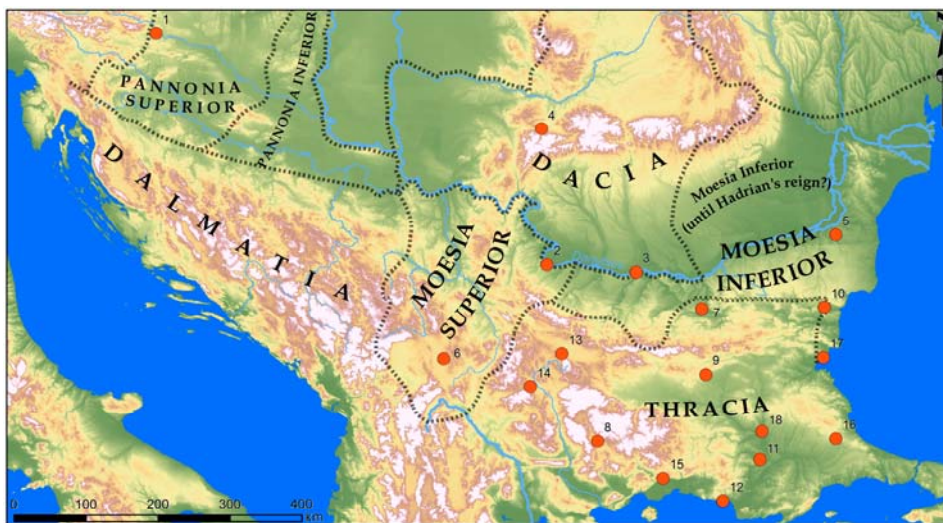 1
PANNONIA
SUPERIOR
PANNONIA INFERIOR
4
DACIA
Moesia Inferior
(until Hadrian's reign?)
DALMATIA
5
MOESIA
INFERIOR
MOESIA
SUPERIOR
2
3
10
7
13
6
17
14
9
THRACIA
18
16
8
11
15
12
0 100 200 300 400
km